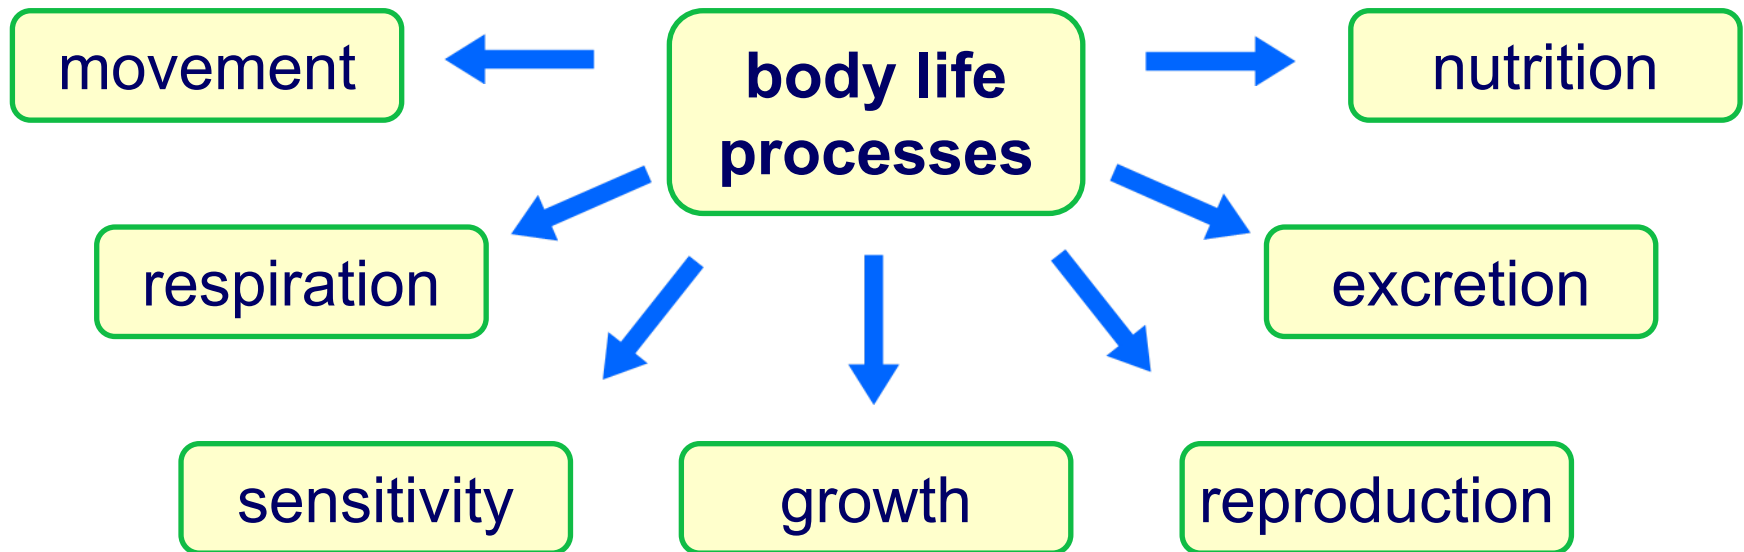 body life
processes
movement
nutrition
respiration
excretion
sensitivity
growth
reproduction